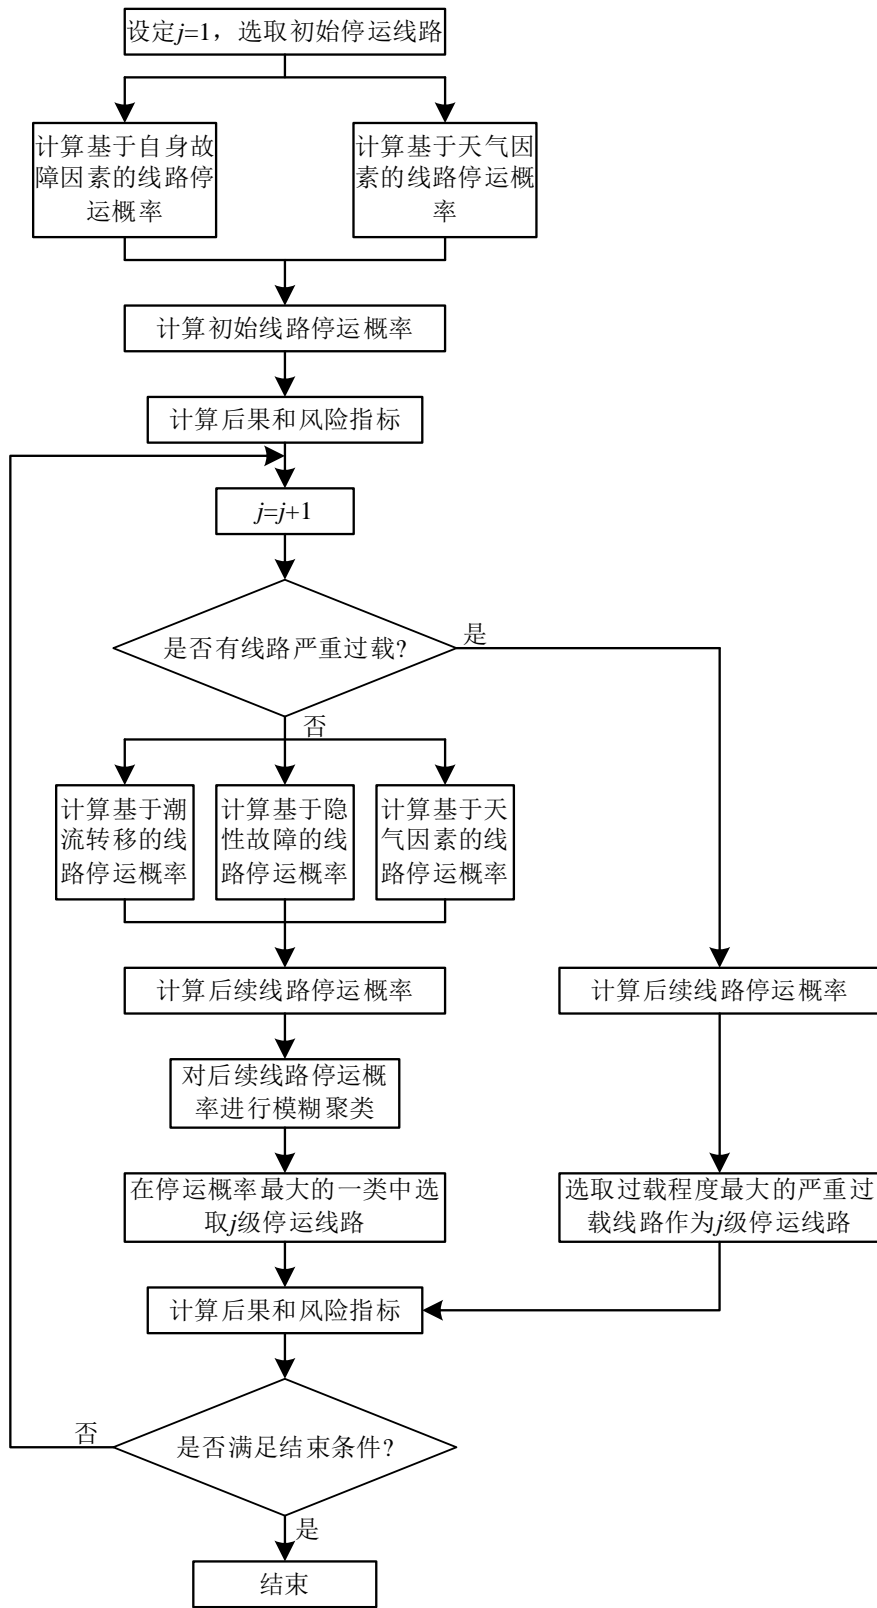 设定j=1，选取初始停运线路
计算基于自身故
障因素的线路停
运概率
计算基于天气因
素的线路停运概
率
计算初始线路停运概率
计算后果和风险指标
j=j+1
是否有线路严重过载?
是
否
计算基于潮
流转移的线
路停运概率
计算基于隐
性故障的线
路停运概率
计算基于天
气因素的线
路停运概率
计算后续线路停运概率
计算后续线路停运概率
对后续线路停运概
率进行模糊聚类
在停运概率最大的一类中选
取j级停运线路
选取过载程度最大的严重过
载线路作为j级停运线路
计算后果和风险指标
否
是否满足结束条件?
是
结束